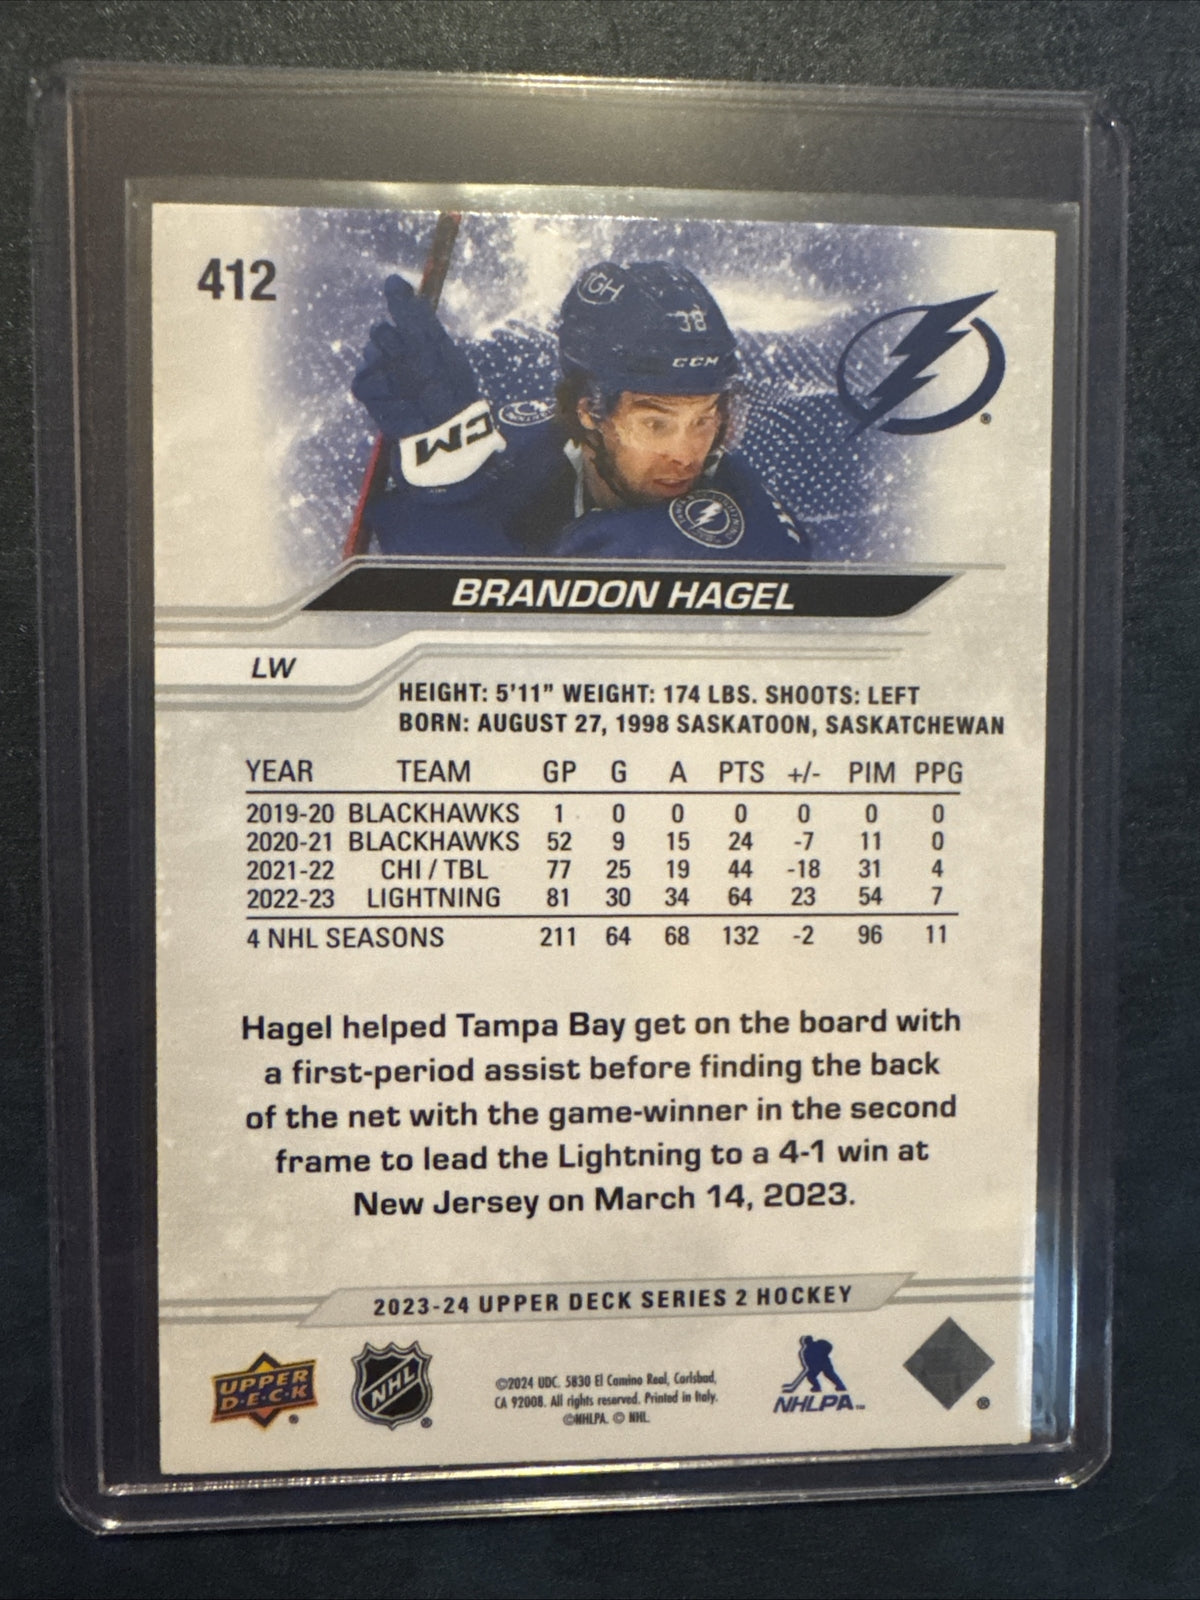 412
GH
38
CCM
CCM
BRANDON HAGEL
LW
HEIGHT: 5'11" WEIGHT: 174 LBS. SHOOTS: LEFT
BORN: AUGUST 27, 1998 SASKATOON, SASKATCHEWAN
YEAR TEAM GP G A PTS +/- PIM PPG
2019-20 BLACKHAWKS 1 0 0 0 0 0 0
2020-21 BLACKHAWKS 52 9 15 24 -7 11 0
2021-22 CHI / TBL 77 25 19 44 -18 31 4
2022-23 LIGHTNING 81 30 34 64 23 54 7
4 NHL SEASONS 211 64 68 132 -2 96 11
Hagel helped Tampa Bay get on the board with
a first-period assist before finding the back
of the net with the game-winner in the second
frame to lead the Lightning to a 4-1 win at
New Jersey on March 14, 2023.
2023-24 UPPER DECK SERIES 2 HOCKEY
UPPER
D·E·C·K ®
NHL ®
©2024 UDC. 5830 El Camino Real, Carlsbad,
CA 92008. All rights reserved. Printed in Italy.
©NHLPA. © NHL.
NHLPA™
®